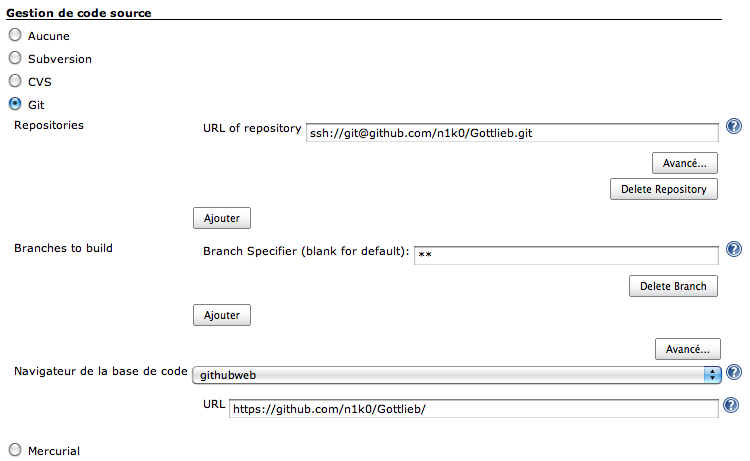 Gestion de code source
Aucune
Subversion
CVS
Git
Repositories
URL of repository ssh://git@github.com/n1k0/Gottlieb.git ?
Avancé...
Delete Repository
Ajouter
Branches to build
Branch Specifier (blank for default): ** ?
Delete Branch
Ajouter
Avancé...
Navigateur de la base de code githubweb ?
URL https://github.com/n1k0/Gottlieb/ ?
Mercurial